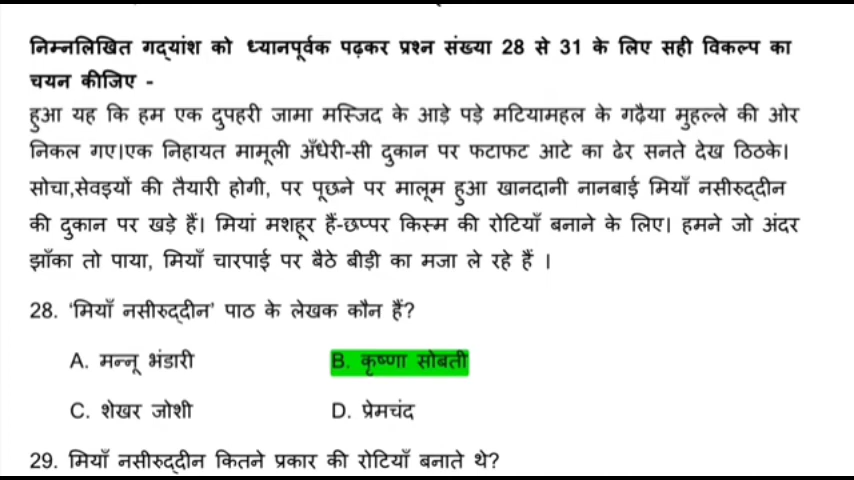 निम्नलिखित गद्यांश को ध्यानपूर्वक पढ़कर प्रश्न संख्या 28 से 31 के लिए सही विकल्प का
चयन कीजिए -
हुआ यह कि हम एक दुपहरी जामा मस्जिद के आड़े पड़े मटियामहल के गढ़ैया मुहल्ले की ओर
निकल गए।एक निहायत मामूली अँधेरी-सी दुकान पर फटाफट आटे का ढेर सनते देख ठिठके।
सोचा,सेवइयों की तैयारी होगी, पर पूछने पर मालूम हुआ खानदानी नानबाई मियाँ नसीरुद्दीन
की दुकान पर खड़े हैं। मियां मशहूर हैं-छप्पर किस्म की रोटियाँ बनाने के लिए। हमने जो अंदर
झाँका तो पाया, मियाँ चारपाई पर बैठे बीड़ी का मजा ले रहे हैं ।
28. 'मियाँ नसीरुद्दीन' पाठ के लेखक कौन हैं?
A. मन्नू भंडारी B. कृष्णा सोबती
C. शेखर जोशी D. प्रेमचंद
29. मियाँ नसीरुद्दीन कितने प्रकार की रोटियाँ बनाते थे?